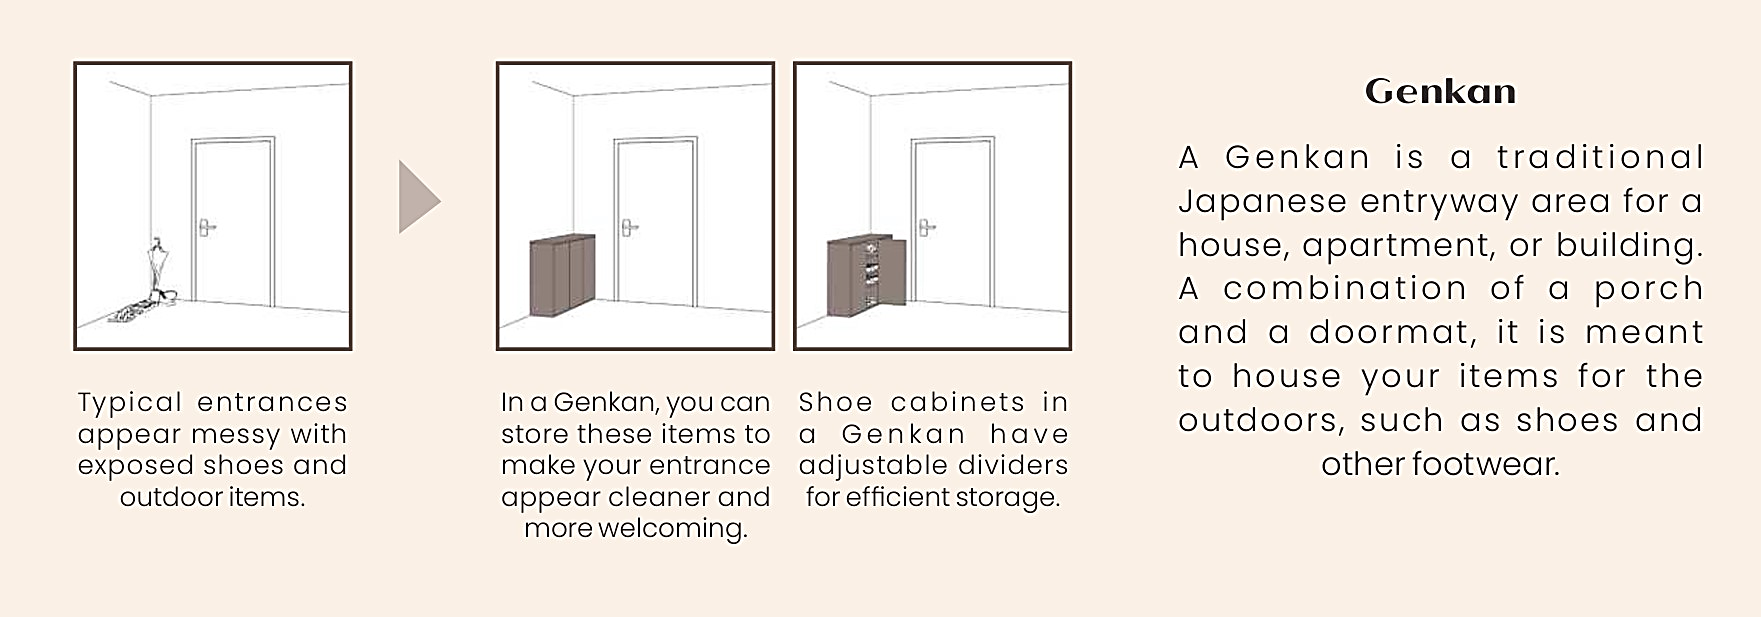 Typical entrances
appear messy with
exposed shoes and
outdoor items.
In a Genkan, you can
store these items to
make your entrance
appear cleaner and
more welcoming.
Shoe cabinets in
a Genkan have
adjustable dividers
for efficient storage.
Genkan
A Genkan is a traditional
Japanese entryway area for a
house, apartment, or building.
A combination of a porch
and a doormat, it is meant
to house your items for the
outdoors, such as shoes and
other footwear.